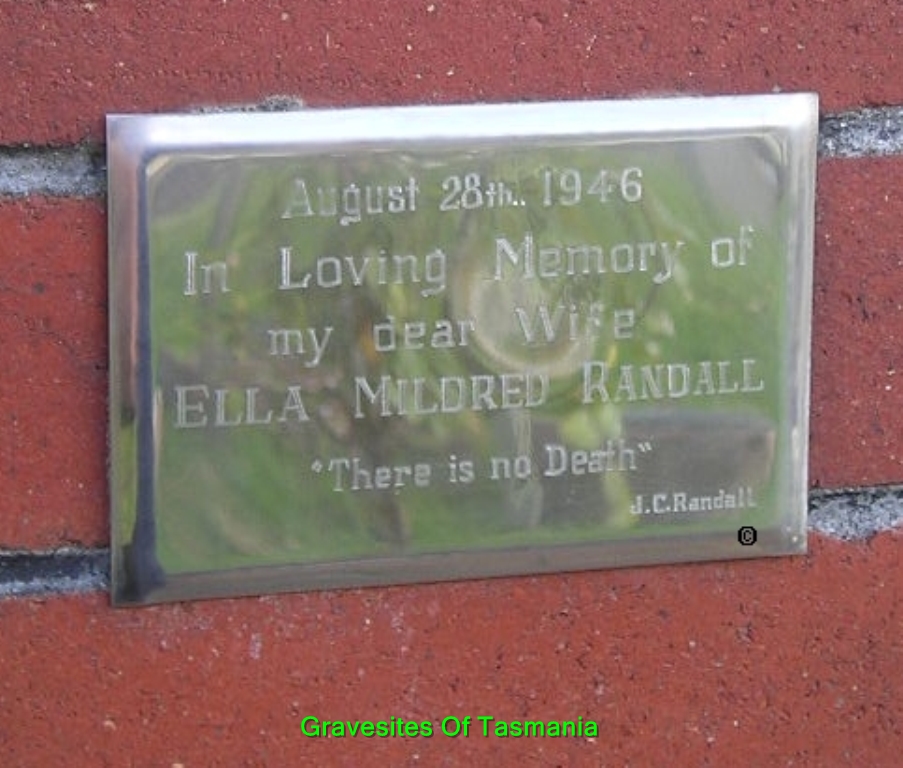 August 28th.. 1946
In Loving Memory of
my dear Wife
ELLA MILDRED RANDALL
"There is no Death"
J.C.Randall
©
Gravesites Of Tasmania